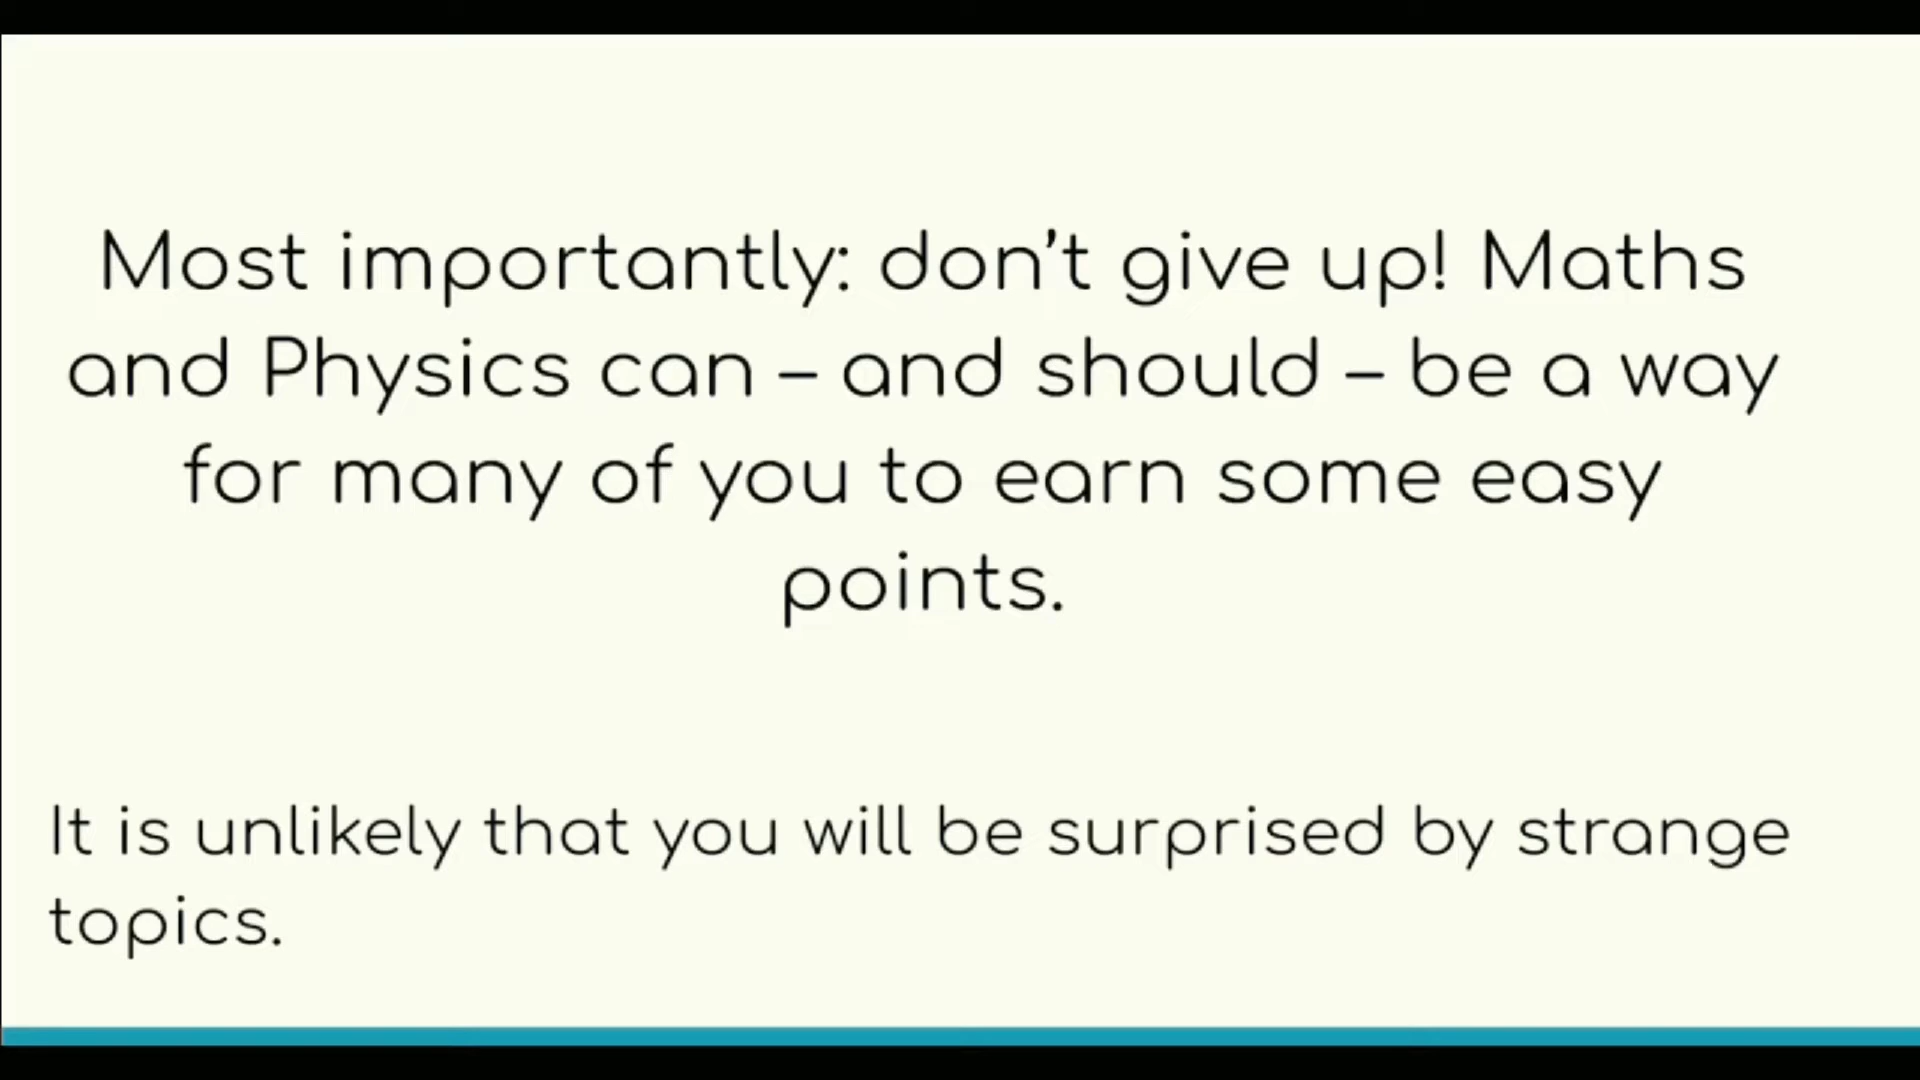 Most importantly: don’t give up! Maths
and Physics can – and should – be a way
for many of you to earn some easy
points.
It is unlikely that you will be surprised by strange
topics.